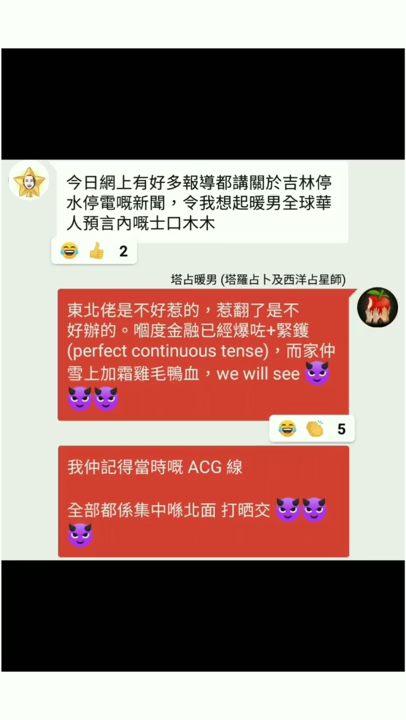 今日網上有好多報導都講關於吉林停
水停電嘅新聞，令我想起暖男全球華
人預言內嘅士口木木
2
塔占暖男 (塔羅占卜及西洋占星師)
東北佬是不好惹的，惹翻了是不
好辦的。嗰度金融已經爆咗+緊鑊
(perfect continuous tense)，而家仲
雪上加霜雞毛鴨血，we will see 😈
😈😈
5
我仲記得當時嘅 ACG 線
全部都係集中喺北面 打晒交 😈😈
😈